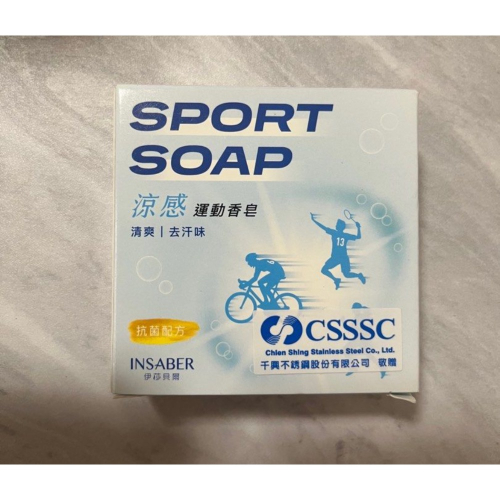 SPORT
SOAP
涼感 運動香皂
清爽|去汗味
13
抗菌配方
INSABER
伊莎貝爾
CSSSC
Chien Shing Stainless Steel Co., Ltd.
千興不銹鋼股份有限公司 敬贈